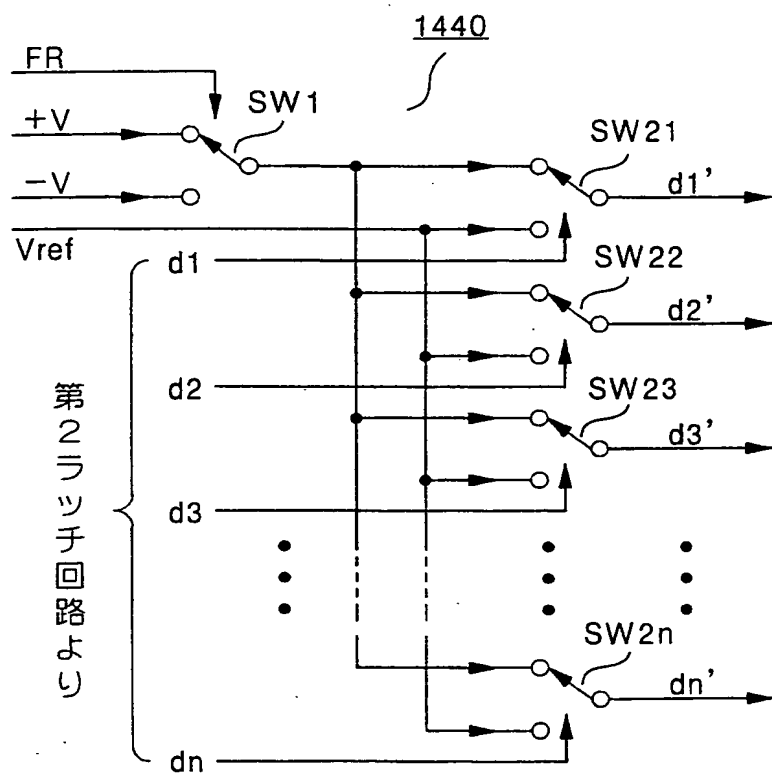 1440
FR
SW1
+V
SW21
d1'
−V
Vref
d1
SW22
d2'
d2
SW23
d3'
d3
第2ラッチ回路より
SW2n
dn'
dn